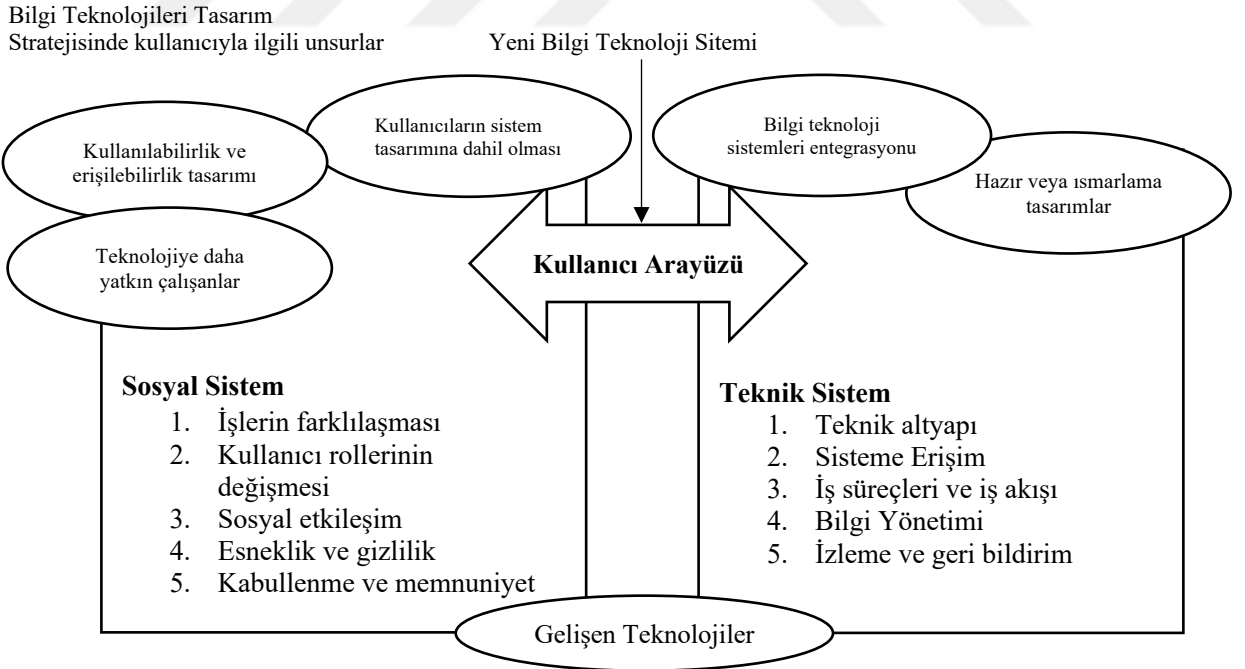 Bilgi Teknolojileri Tasarım
Stratejisinde kullanıcıyla ilgili unsurlar
Yeni Bilgi Teknoloji Sitemi
Kullanılabilirlik ve
erişilebilirlik tasarımı
Kullanıcıların sistem
tasarımına dahil olması
Bilgi teknoloji
sistemleri entegrasyonu
Hazır veya ısmarlama
tasarımlar
Teknolojiye daha
yatkın çalışanlar
Kullanıcı Arayüzü
Sosyal Sistem
1. İşlerin farklılaşması
2. Kullanıcı rollerinin
değişmesi
3. Sosyal etkileşim
4. Esneklik ve gizlilik
5. Kabullenme ve memnuniyet
Teknik Sistem
1. Teknik altyapı
2. Sisteme Erişim
3. İş süreçleri ve iş akışı
4. Bilgi Yönetimi
5. İzleme ve geri bildirim
Gelişen Teknolojiler